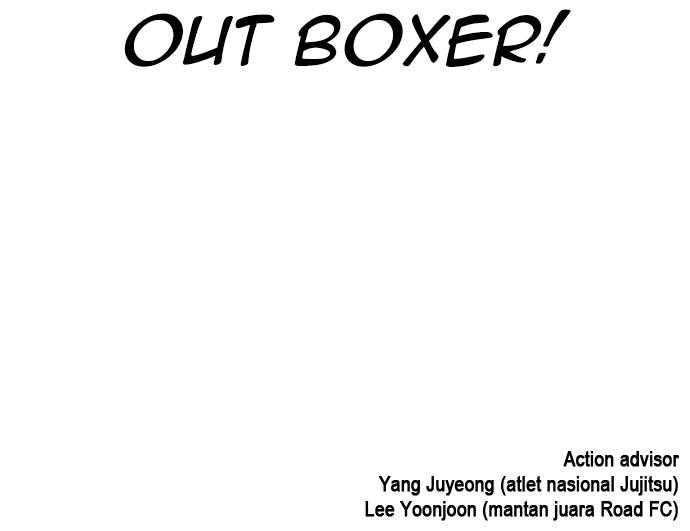 OUT BOXER!
Action advisor
Yang Juyeong (atlet nasional Jujitsu)
Lee Yoonjoon (mantan juara Road FC)